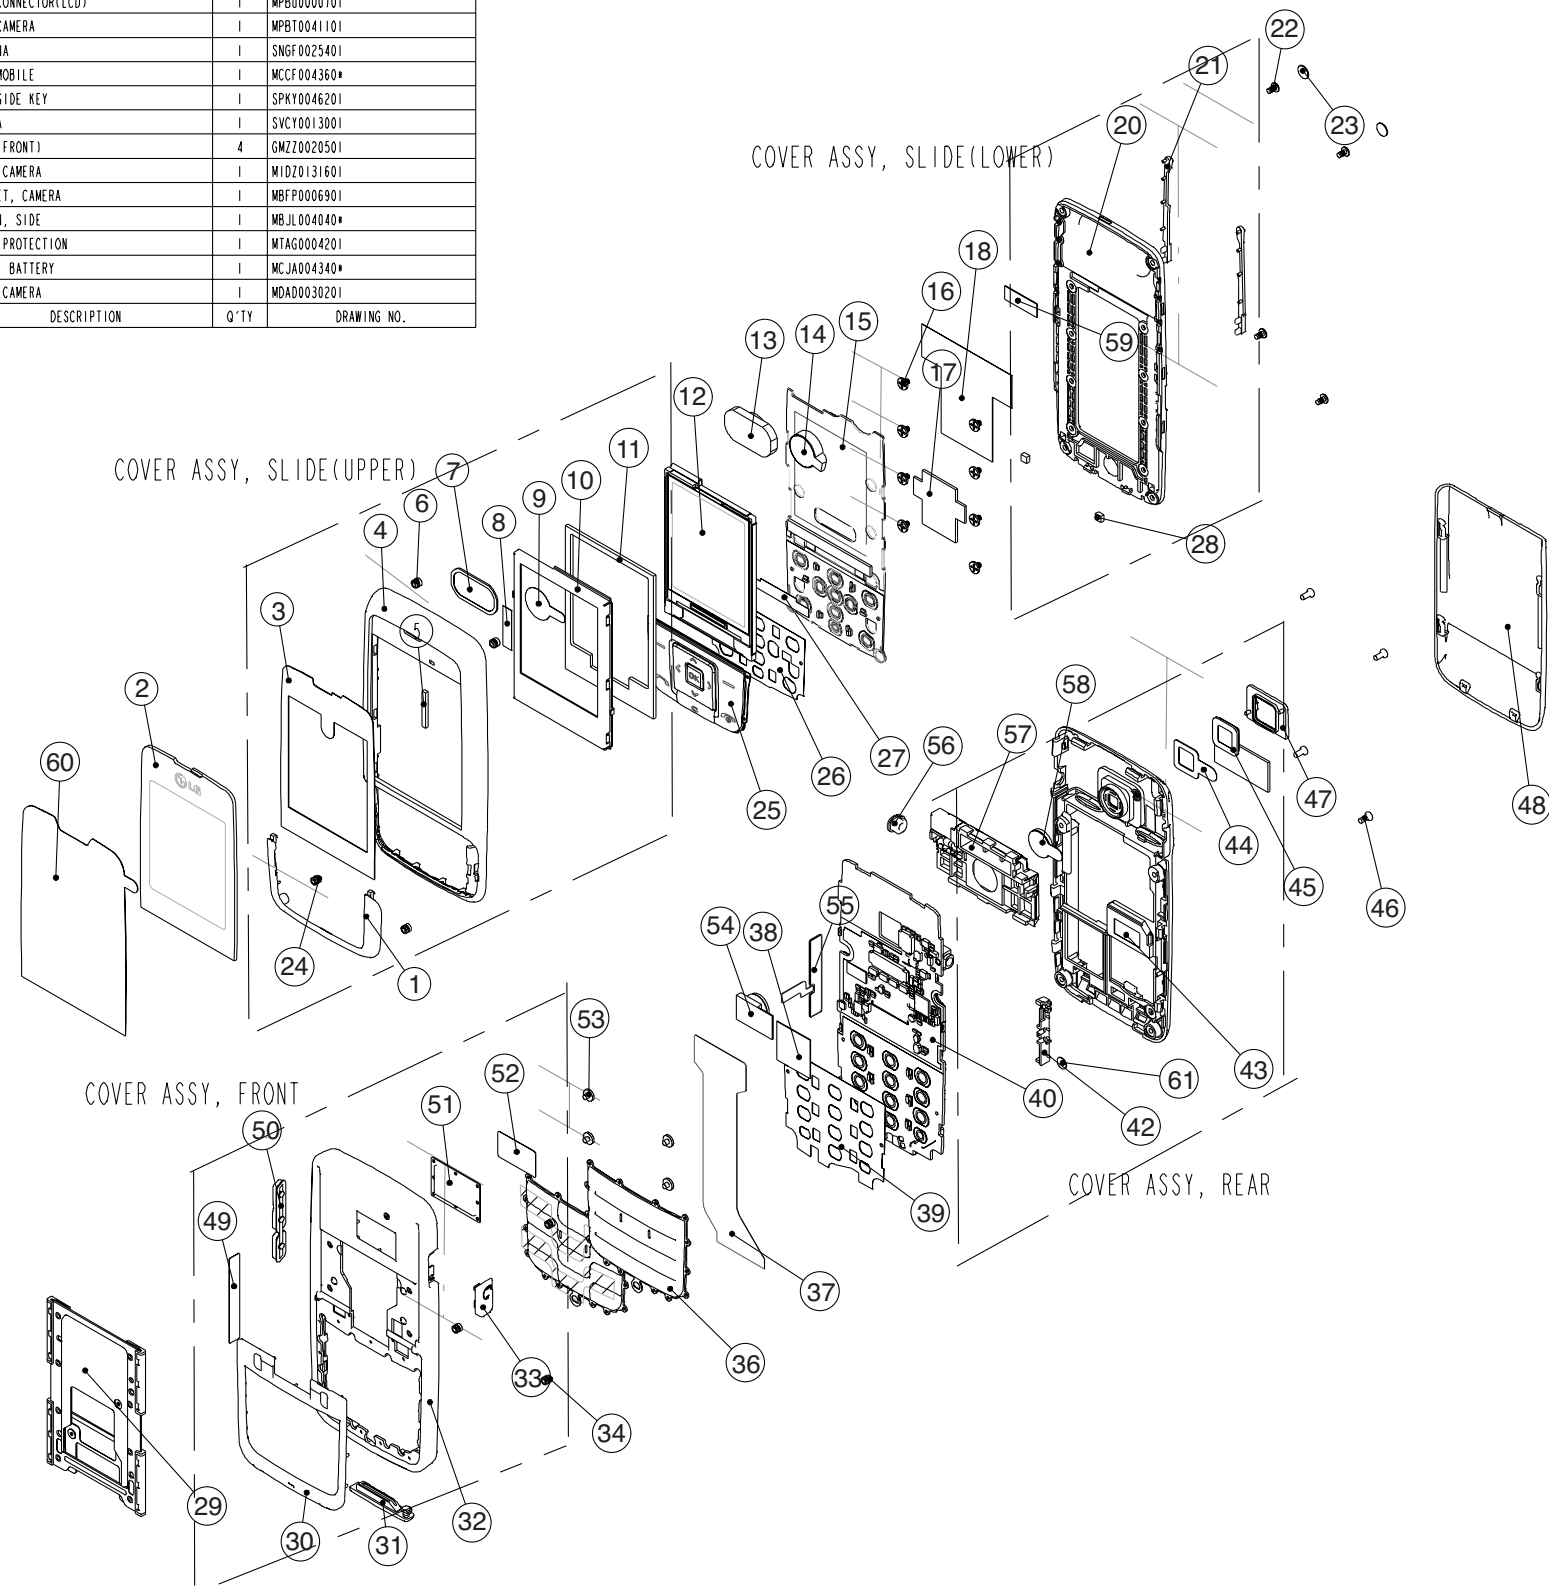 CONNECTOR(LCD) 1 MPBU0000101
CAMERA 1 MPBT0041101
NA 1 SNGF0025401
MOBILE 1 MCCF004360*
SIDE KEY 1 SPKY0046201
A 1 SVCY0013001
FRONT) 4 GMZZ0020501
CAMERA 1 MIDZ0131601
ET, CAMERA 1 MBFP0006901
N, SIDE 1 MBJL004040*
PROTECTION 1 MTAG0004201
BATTERY 1 MCJA004340*
CAMERA 1 MDAD0030201
DESCRIPTION Q'TY DRAWING NO.
COVER ASSY, SLIDE(LOWER)
22
21
23
20
18
16
15
14
13
17
59
12
28
COVER ASSY, SLIDE(UPPER)
11
10
9
8
7
6
4
5
3
2
60
LG
OK
24
1
25
26
27
48
58
57
56
47
44
45
46
55
38
54
40
39
43
61
42
COVER ASSY, REAR
COVER ASSY, FRONT
53
52
51
50
49
37
36
33
34
32
31
30
29